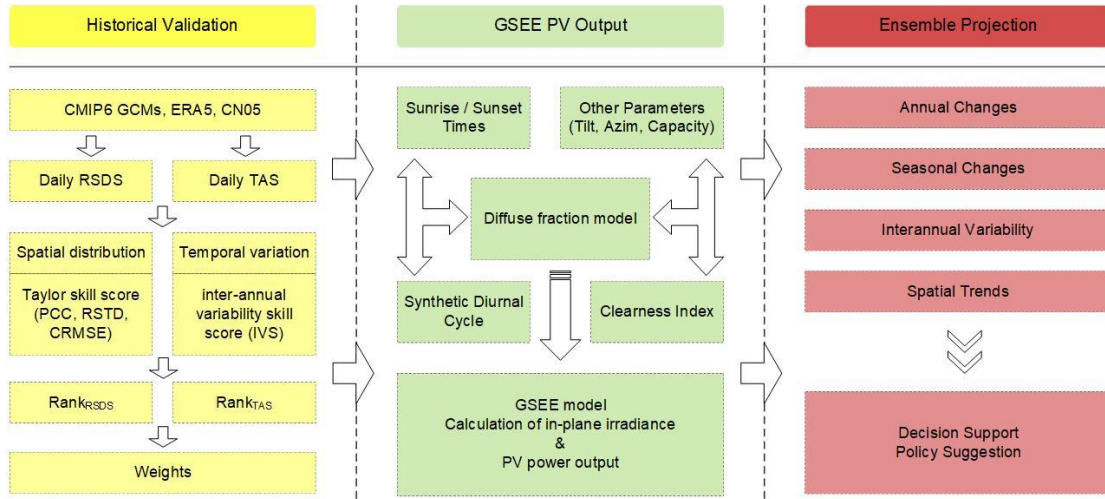 Historical Validation
CMIP6 GCMs, ERA5, CN05
Daily RSDS
Daily TAS
Spatial distribution
Temporal variation
Taylor skill score
(PCC, RSTD,
CRMSE)
inter-annual
variability skill
score (IVS)
RankRSDS
RankTAS
Weights
GSEE PV Output
Sunrise / Sunset
Times
Other Parameters
(Tilt, Azim, Capacity)
Diffuse fraction model
Synthetic Diurnal
Cycle
Clearness Index
GSEE model
Calculation of in-plane irradiance
&
PV power output
Ensemble Projection
Annual Changes
Seasonal Changes
Interannual Variability
Spatial Trends
Decision Support
Policy Suggestion